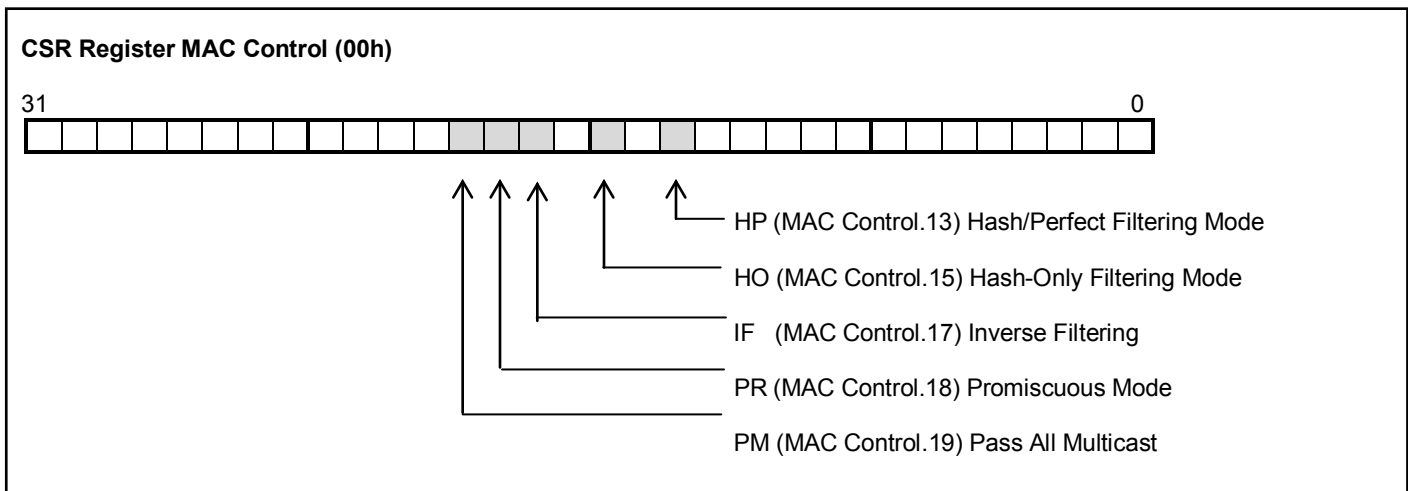 CSR Register MAC Control (00h)
31 0
HP (MAC Control.13) Hash/Perfect Filtering Mode
HO (MAC Control.15) Hash-Only Filtering Mode
IF (MAC Control.17) Inverse Filtering
PR (MAC Control.18) Promiscuous Mode
PM (MAC Control.19) Pass All Multicast